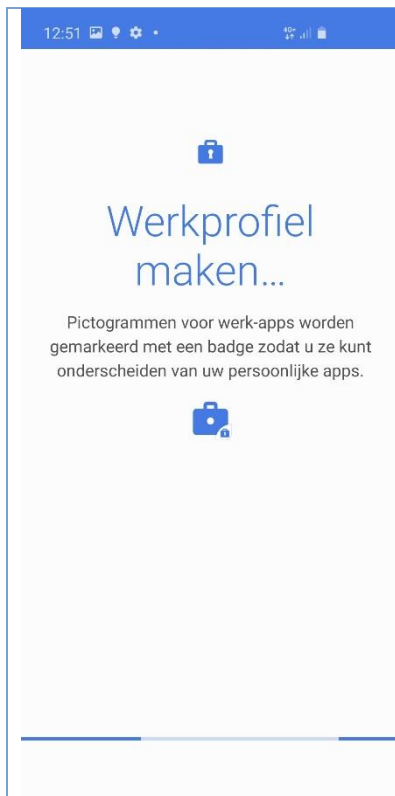 12:51
4G+
Werkprofiel
maken...
Pictogrammen voor werk-apps worden
gemarkeerd met een badge zodat u ze kunt
onderscheiden van uw persoonlijke apps.